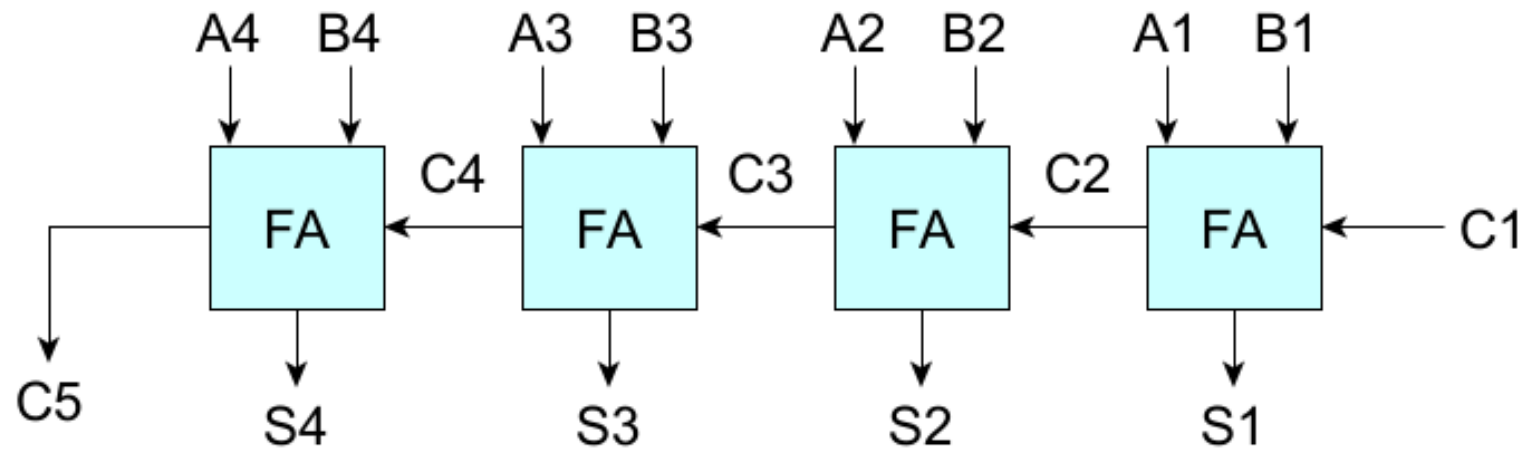 A4 B4 A3 B3 A2 B2 A1 B1
C4 C3 C2
FA FA FA FA C1
C5
S4 S3 S2 S1